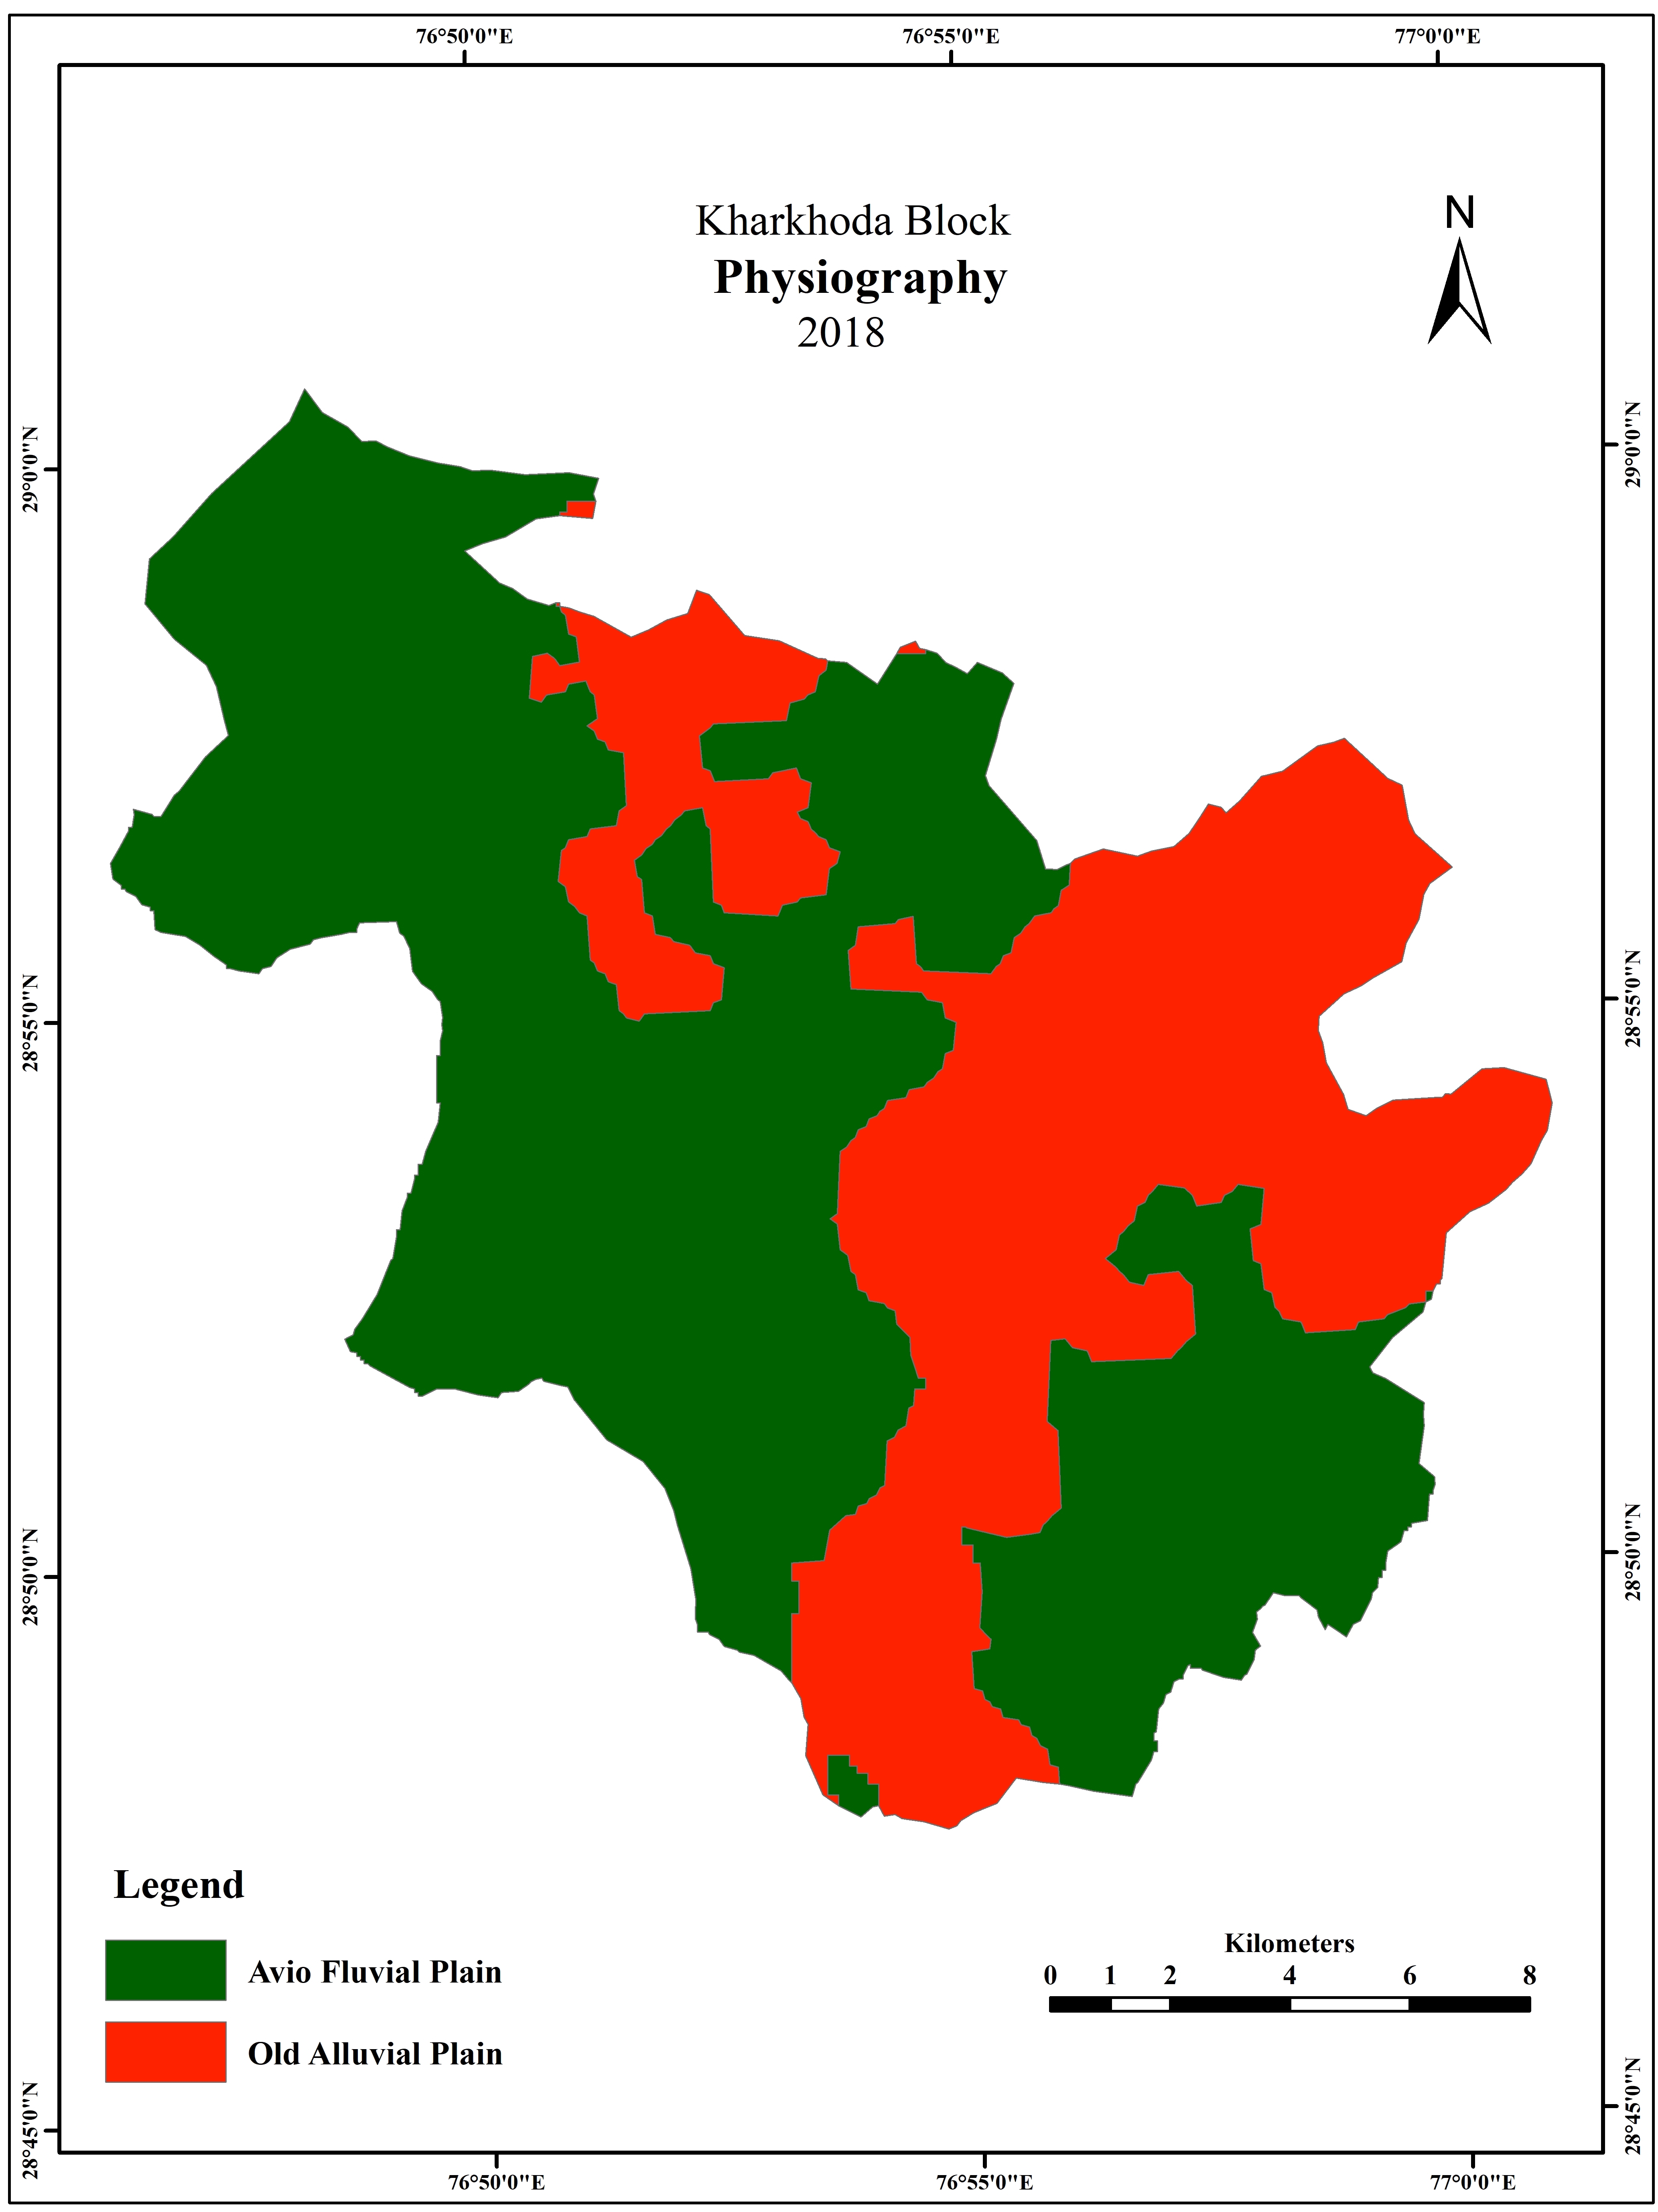 76°50'0"E 76°55'0"E 77°0'0"E
Kharkhoda Block
Physiography
2018
N
29°0'0"N
29°0'0"N
28°55'0"N
28°55'0"N
28°50'0"N
28°50'0"N
Legend
Avio Fluvial Plain
Old Alluvial Plain
Kilometers
0 1 2 4 6 8
28°45'0"N
28°45'0"N
76°50'0"E 76°55'0"E 77°0'0"E